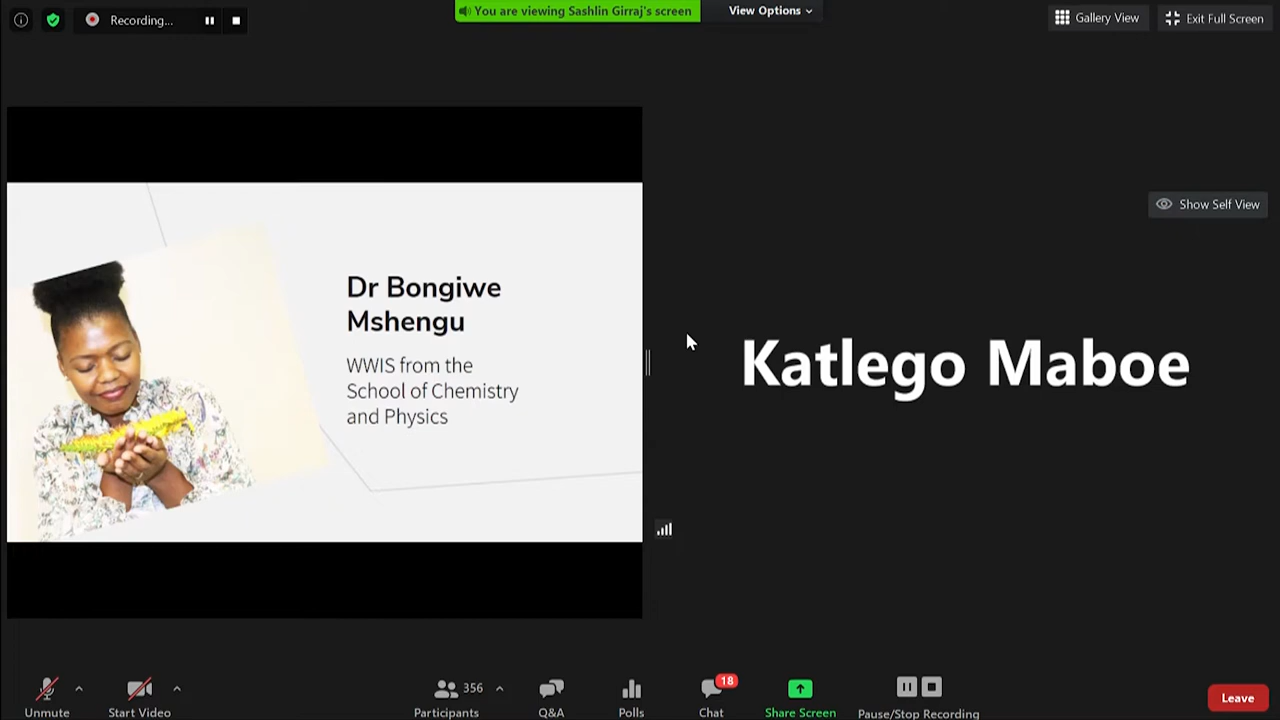 Recording...
You are viewing Sashlin Girraj's screen
View Options
Gallery View
Exit Full Screen
Show Self View
Dr Bongiwe
Mshengu
WWIS from the
School of Chemistry
and Physics
Katlego Maboe
356
18
Unmute
Start Video
Participants
Q&A
Polls
Chat
Share Screen
Pause/Stop Recording
Leave